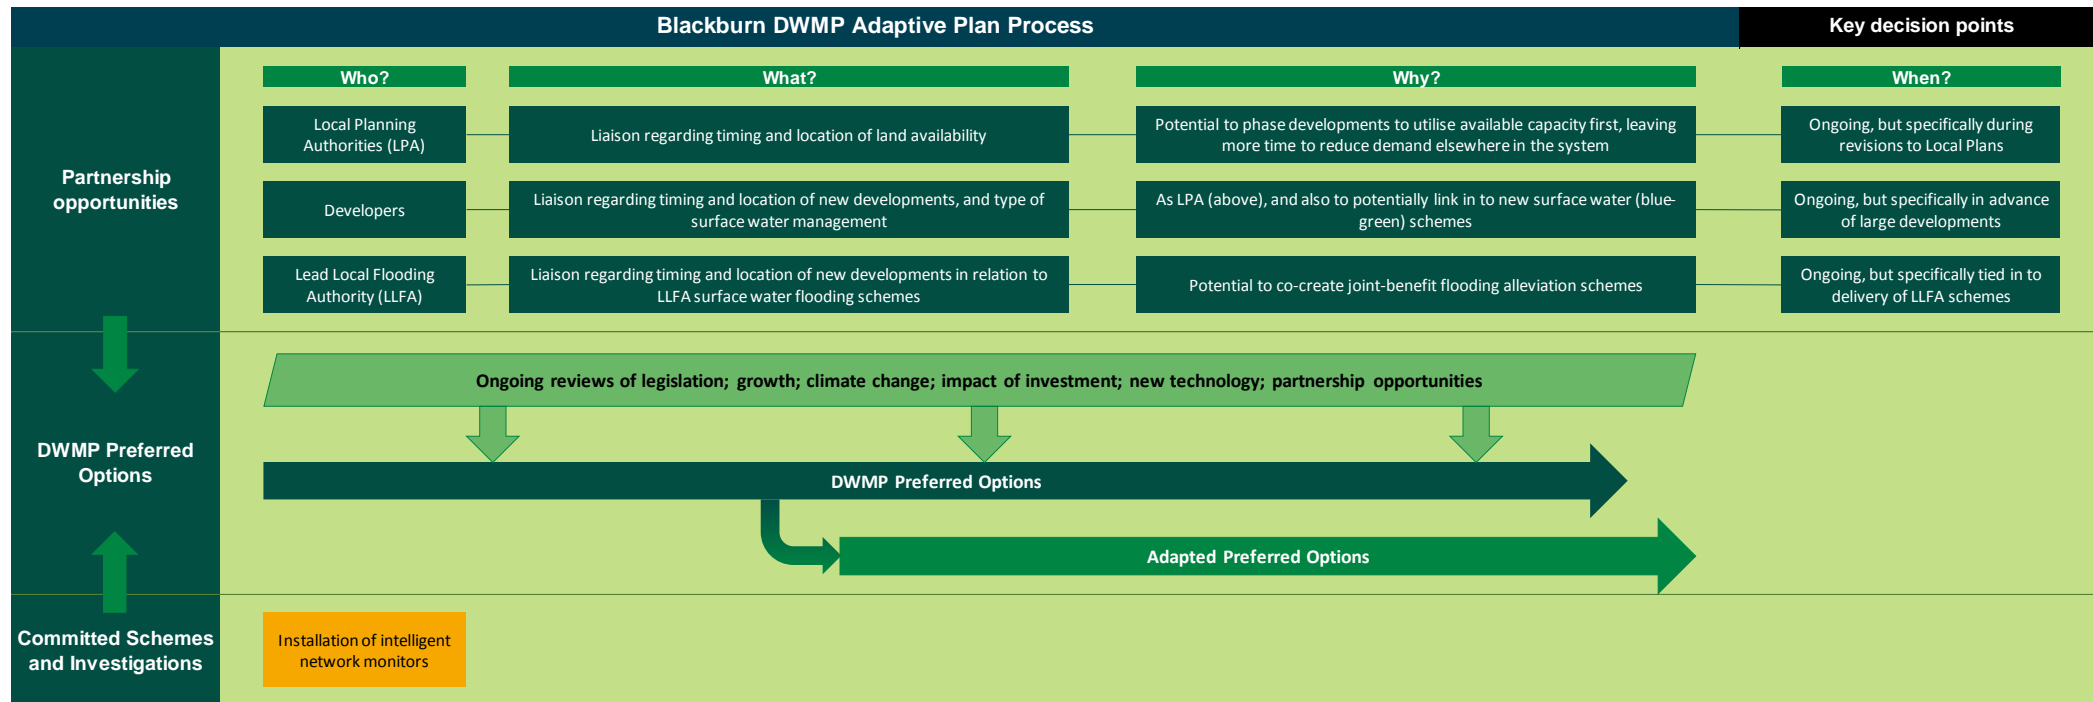 Blackburn DWMP Adaptive Plan Process
Key decision points
Who?
What?
Why?
When?
Partnership
opportunities
Local Planning
Authorities (LPA)
Liaison regarding timing and location of land availability
Potential to phase developments to utilise available capacity first, leaving
more time to reduce demand elsewhere in the system
Ongoing, but specifically during
revisions to Local Plans
Developers
Liaison regarding timing and location of new developments, and type of
surface water management
As LPA (above), and also to potentially link in to new surface water (blue-
green) schemes
Ongoing, but specifically in advance
of large developments
Lead Local Flooding
Authority (LLFA)
Liaison regarding timing and location of new developments in relation to
LLFA surface water flooding schemes
Potential to co-create joint-benefit flooding alleviation schemes
Ongoing, but specifically tied in to
delivery of LLFA schemes
DWMP Preferred
Options
Ongoing reviews of legislation; growth; climate change; impact of investment; new technology; partnership opportunities
DWMP Preferred Options
Adapted Preferred Options
Committed Schemes
and Investigations
Installation of intelligent
network monitors